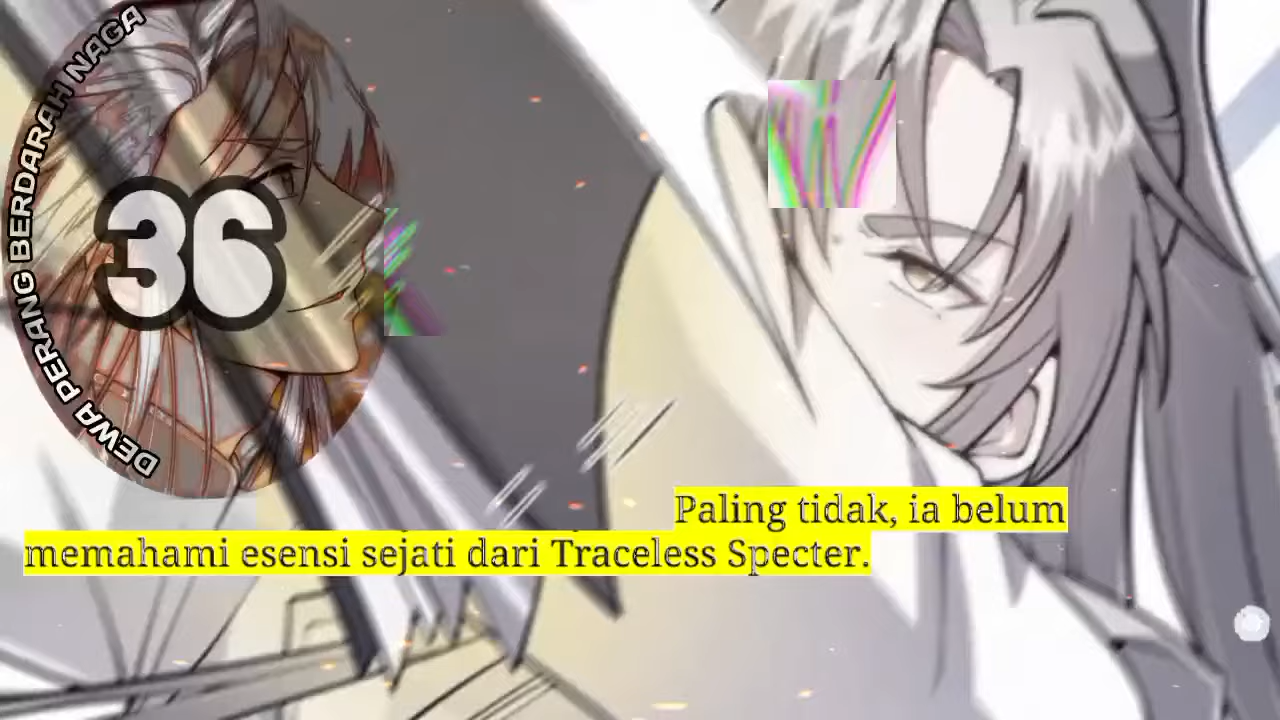 DEWA PERANG BERDARAH NAGA
36
Paling tidak, ia belum
memahami esensi sejati dari Traceless Specter.